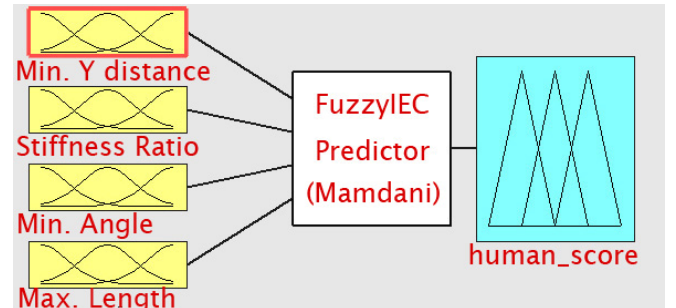 Min. Y distance
Stiffness Ratio
Min. Angle
Max. Length
FuzzyIEC
Predictor
(Mamdani)
human_score